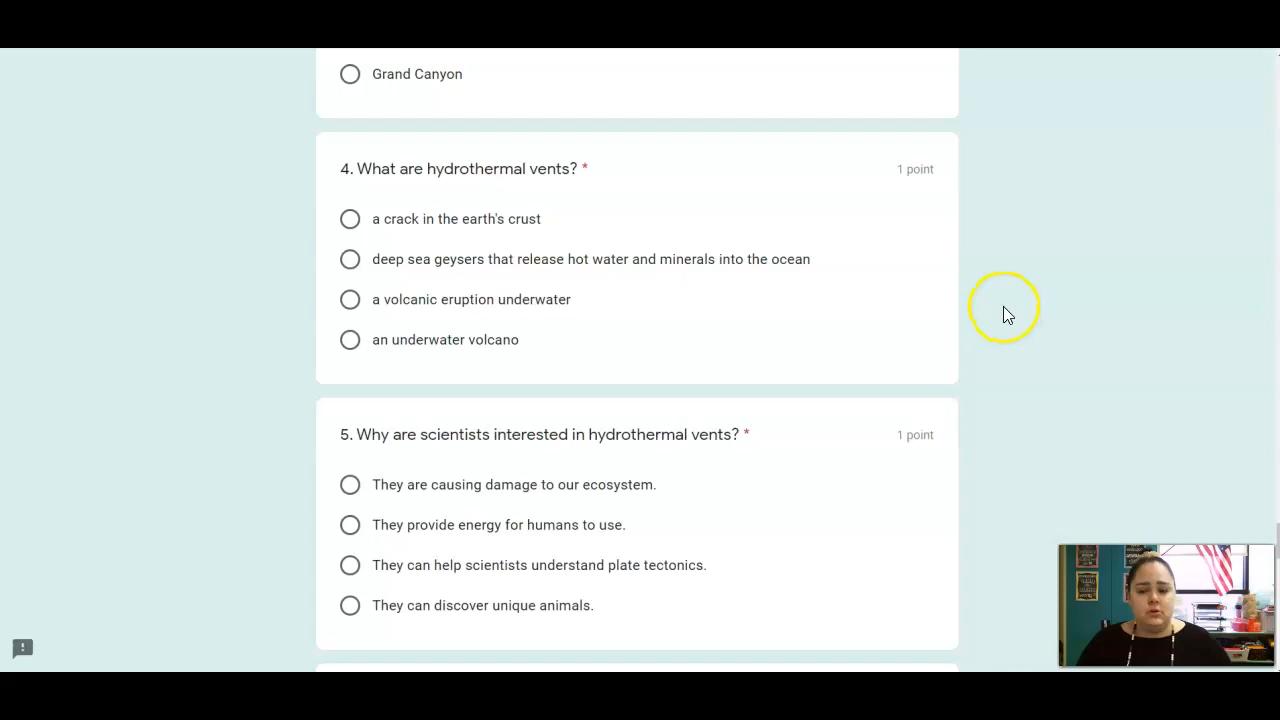 Grand Canyon
4. What are hydrothermal vents? *
1 point
a crack in the earth's crust
deep sea geysers that release hot water and minerals into the ocean
a volcanic eruption underwater
an underwater volcano
5. Why are scientists interested in hydrothermal vents? *
1 point
They are causing damage to our ecosystem.
They provide energy for humans to use.
They can help scientists understand plate tectonics.
They can discover unique animals.